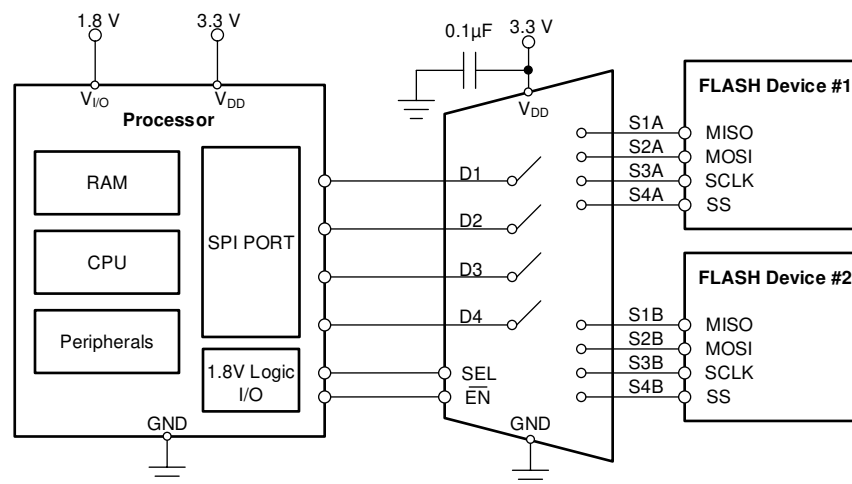 1.8 V
3.3 V
V_I/O
V_DD
Processor
RAM
CPU
Peripherals
SPI PORT
1.8V Logic
I/O
GND
0.1µF
3.3 V
V_DD
D1
D2
D3
D4
SEL
E̅N̅
GND
S1A
S2A
S3A
S4A
S1B
S2B
S3B
S4B
FLASH Device #1
MISO
MOSI
SCLK
SS
FLASH Device #2
MISO
MOSI
SCLK
SS